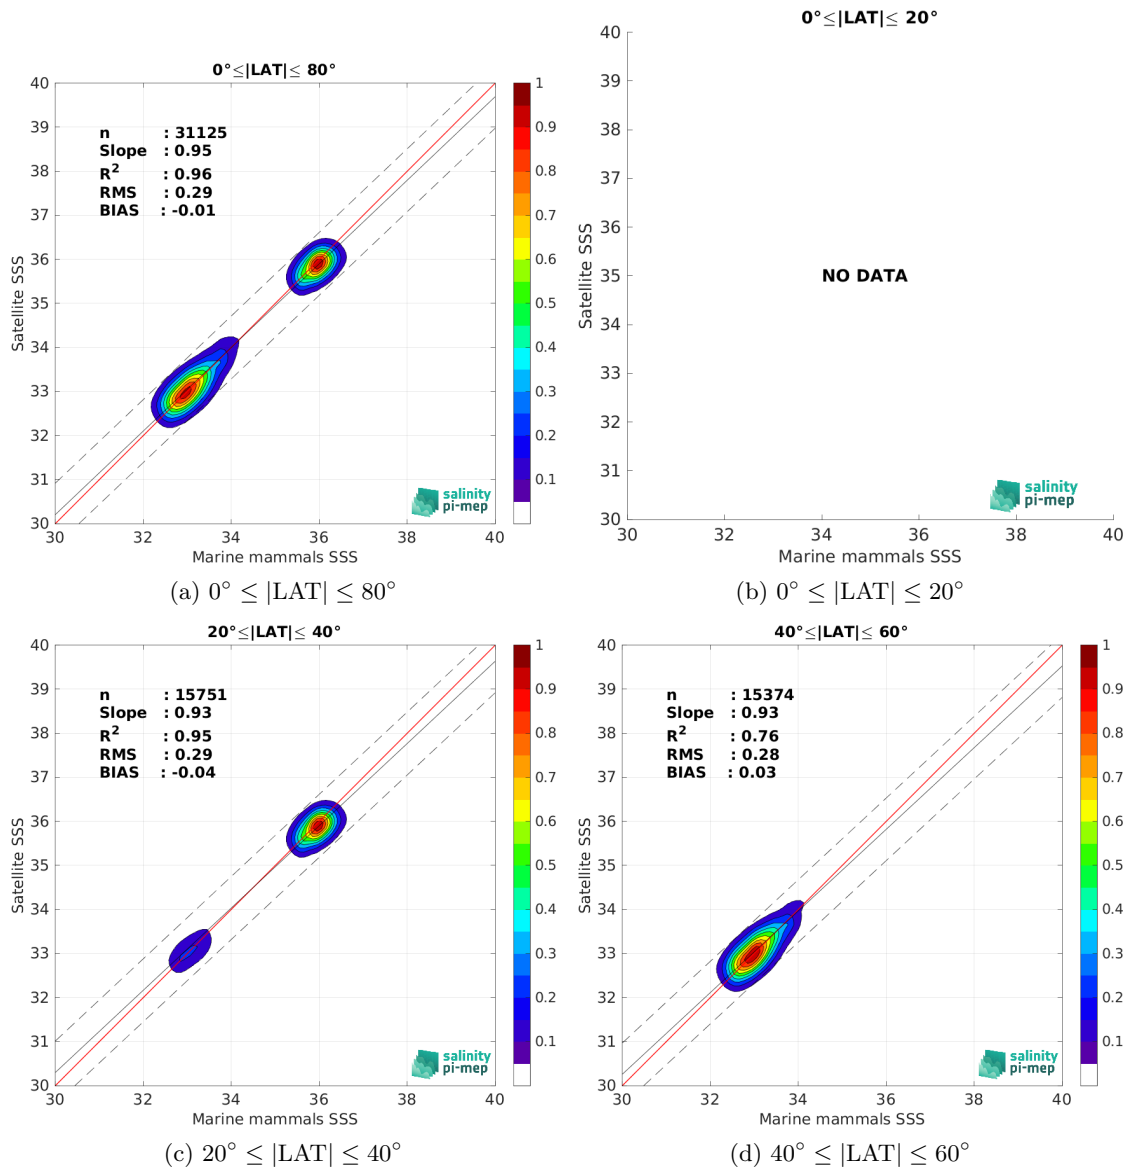 0°≤|LAT|≤ 80°
40
39
38
37
36
35
34
33
32
31
30
Satellite SSS
n : 31125
Slope : 0.95
R² : 0.96
RMS : 0.29
BIAS : -0.01
salinity
pi-mep
30 32 34 36 38 40
Marine mammals SSS
1
0.9
0.8
0.7
0.6
0.5
0.4
0.3
0.2
0.1
(a) 0° ≤ |LAT| ≤ 80°
0°≤|LAT|≤ 20°
40
39
38
37
36
35
34
33
32
31
30
Satellite SSS
NO DATA
salinity
pi-mep
30 32 34 36 38 40
Marine mammals SSS
(b) 0° ≤ |LAT| ≤ 20°
20°≤|LAT|≤ 40°
40
39
38
37
36
35
34
33
32
31
30
Satellite SSS
n : 15751
Slope : 0.93
R² : 0.95
RMS : 0.29
BIAS : -0.04
salinity
pi-mep
30 32 34 36 38 40
Marine mammals SSS
1
0.9
0.8
0.7
0.6
0.5
0.4
0.3
0.2
0.1
(c) 20° ≤ |LAT| ≤ 40°
40°≤|LAT|≤ 60°
40
39
38
37
36
35
34
33
32
31
30
Satellite SSS
n : 15374
Slope : 0.93
R² : 0.76
RMS : 0.28
BIAS : 0.03
salinity
pi-mep
30 32 34 36 38 40
Marine mammals SSS
1
0.9
0.8
0.7
0.6
0.5
0.4
0.3
0.2
0.1
(d) 40° ≤ |LAT| ≤ 60°